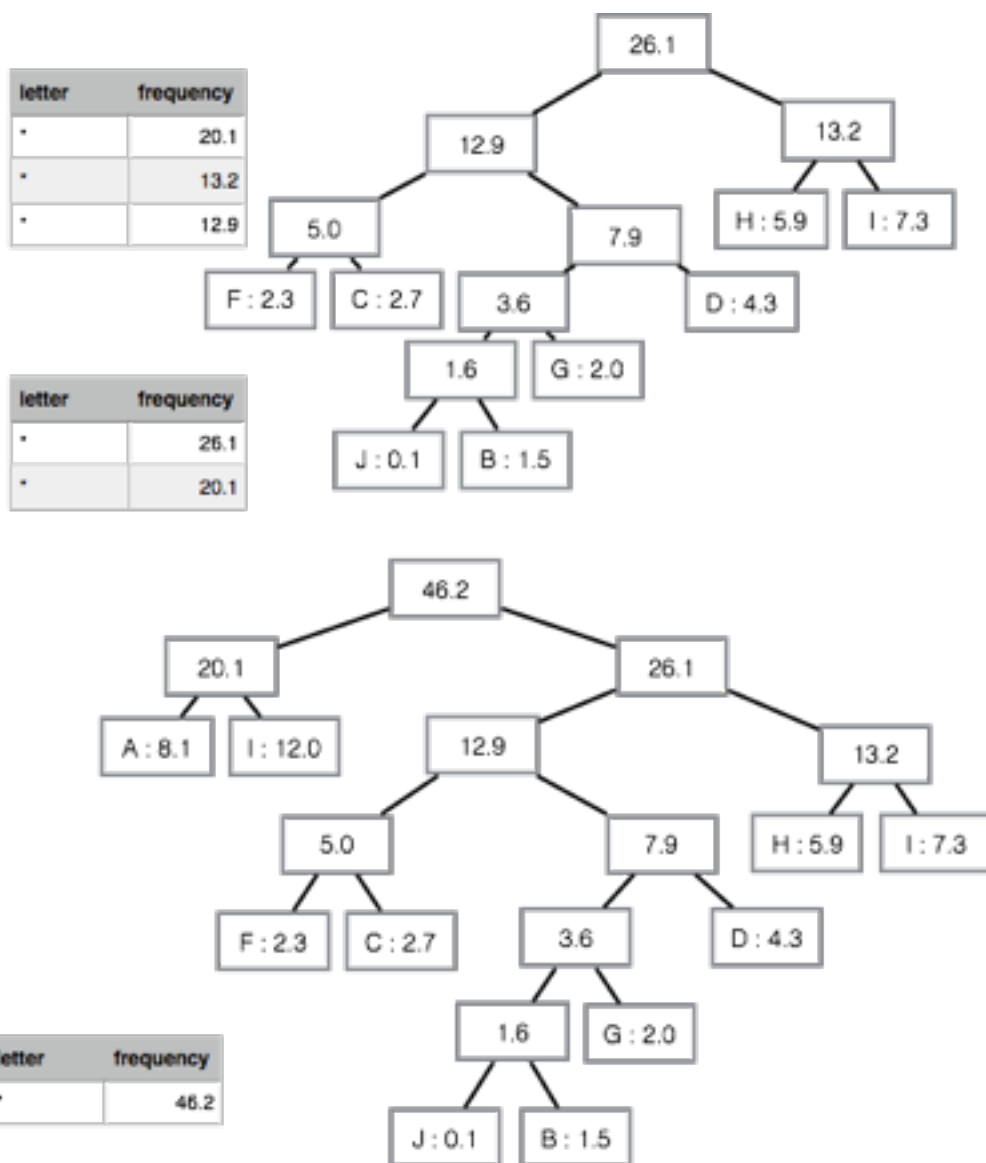 26.1
letter frequency
* 20.1
* 13.2
* 12.9
12.9
13.2
5.0
7.9
H : 5.9
I : 7.3
F : 2.3
C : 2.7
3.6
D : 4.3
1.6
G : 2.0
J : 0.1
B : 1.5
letter frequency
* 26.1
* 20.1
46.2
20.1
26.1
A : 8.1
I : 12.0
12.9
13.2
5.0
7.9
H : 5.9
I : 7.3
F : 2.3
C : 2.7
3.6
D : 4.3
1.6
G : 2.0
J : 0.1
B : 1.5
letter frequency
* 46.2